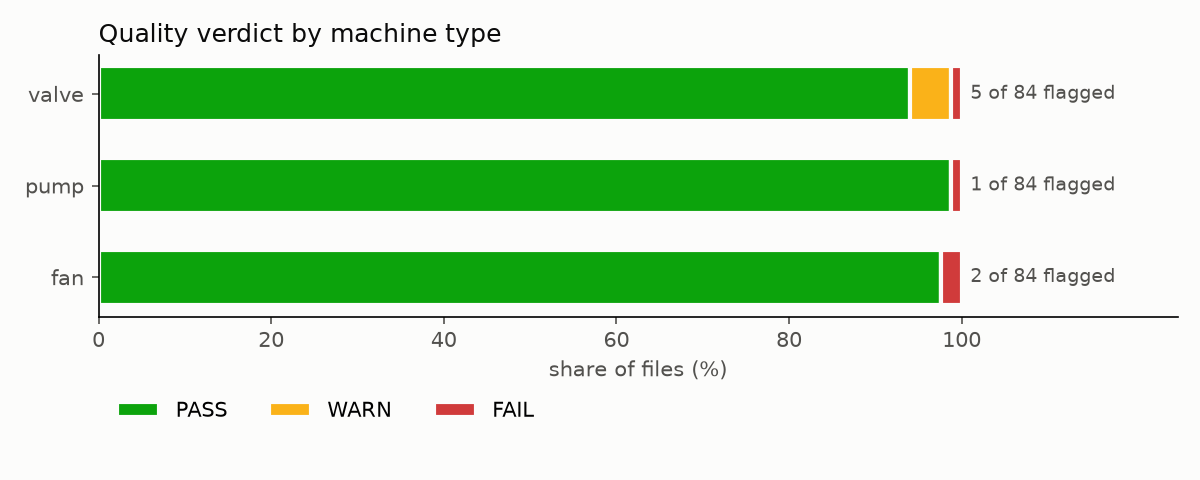 Quality verdict by machine type
valve
5 of 84 flagged
pump
1 of 84 flagged
fan
2 of 84 flagged
0 20 40 60 80 100
share of files (%)
PASS WARN FAIL